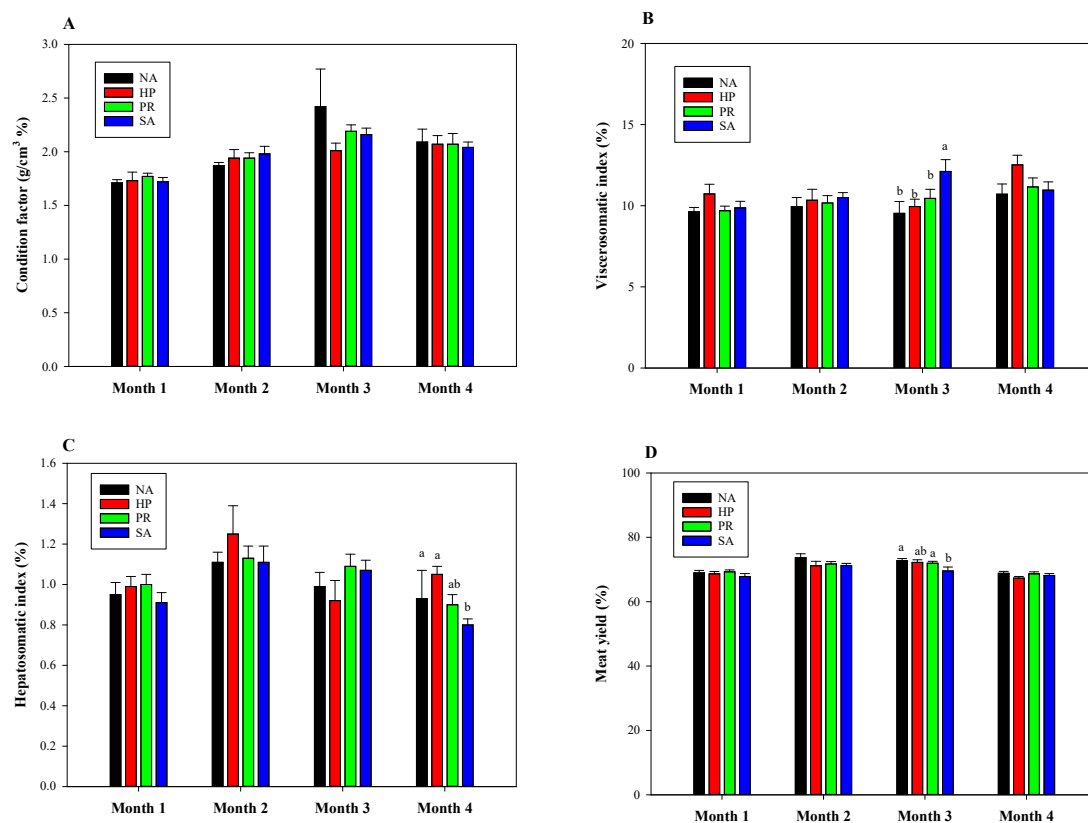 A
Condition factor (g/cm³ %)
3.0
2.5
2.0
1.5
1.0
0.5
0.0
NA
HP
PR
SA
Month 1 Month 2 Month 3 Month 4
B
Viscerosomatic index (%)
20
15
10
5
0
NA
HP
PR
SA
b b b a
Month 1 Month 2 Month 3 Month 4
C
Hepatosomatic index (%)
1.6
1.4
1.2
1.0
0.8
0.6
0.4
0.2
0.0
NA
HP
PR
SA
a a ab b
Month 1 Month 2 Month 3 Month 4
D
Meat yield (%)
100
80
60
40
20
0
NA
HP
PR
SA
a ab a b
Month 1 Month 2 Month 3 Month 4